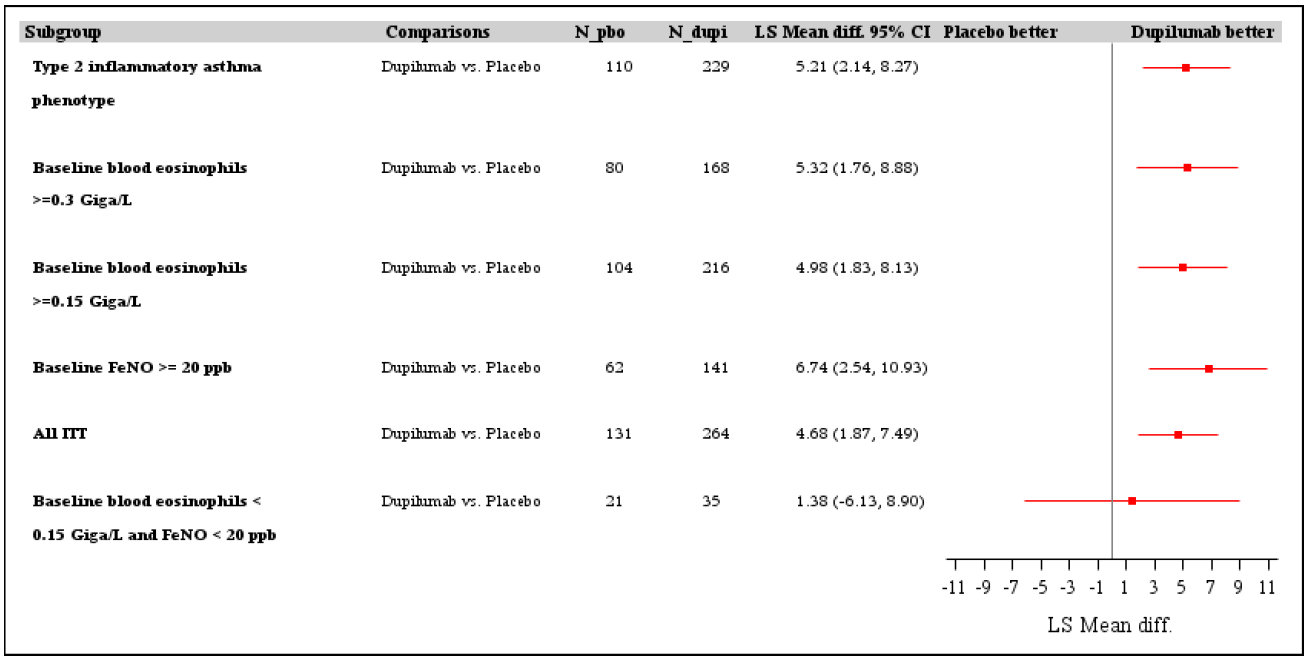 Subgroup Comparisons N_pbo N_dupi LS Mean diff. 95% CI Placebo better Dupilumab better
Type 2 inflammatory asthma Dupilumab vs. Placebo 110 229 5.21 (2.14, 8.27)
phenotype
Baseline blood eosinophils Dupilumab vs. Placebo 80 168 5.32 (1.76, 8.88)
>=0.3 Giga/L
Baseline blood eosinophils Dupilumab vs. Placebo 104 216 4.98 (1.83, 8.13)
>=0.15 Giga/L
Baseline FeNO >= 20 ppb Dupilumab vs. Placebo 62 141 6.74 (2.54, 10.93)
All ITT Dupilumab vs. Placebo 131 264 4.68 (1.87, 7.49)
Baseline blood eosinophils < Dupilumab vs. Placebo 21 35 1.38 (-6.13, 8.90)
0.15 Giga/L and FeNO < 20 ppb
-11 -9 -7 -5 -3 -1 1 3 5 7 9 11
LS Mean diff.